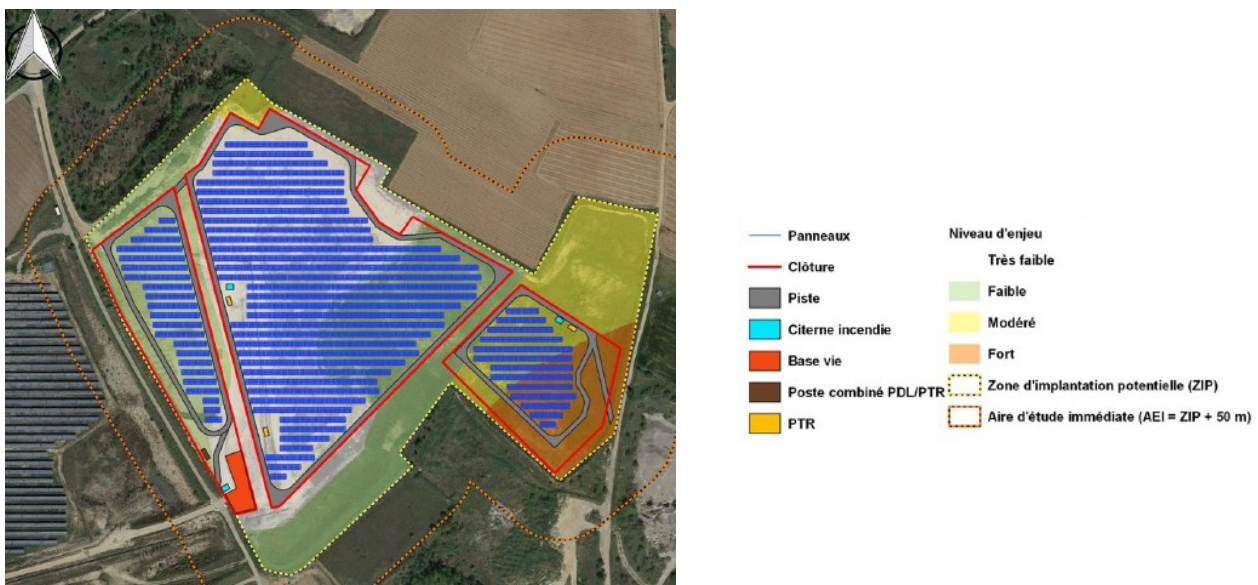 Panneaux
Clôture
Piste
Citerne incendie
Base vie
Poste combiné PDL/PTR
PTR
Niveau d'enjeu
Très faible
Faible
Modéré
Fort
Zone d'implantation potentielle (ZIP)
Aire d'étude immédiate (AEI = ZIP + 50 m)